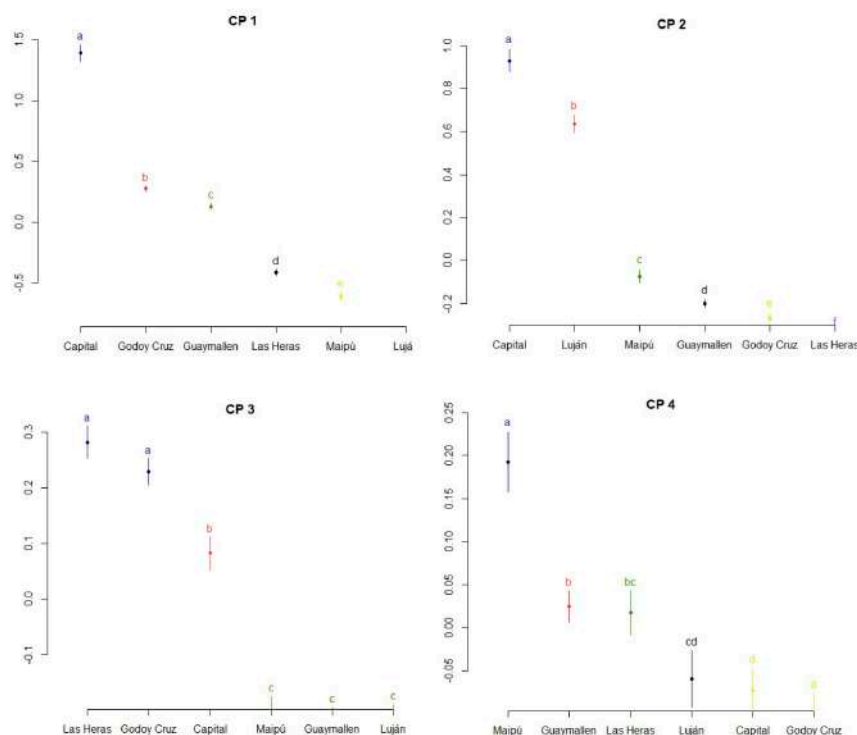 CP 1
1.5
1.0
0.5
0.0
-0.5
a
b
c
d
e
Capital Godoy Cruz Guaymallen Las Heras Maipú Lujá
CP 2
1.0
0.8
0.6
0.4
0.2
0.0
-0.2
a
b
c
d
e
f
Capital Luján Maipú Guaymallen Godoy Cruz Las Heras
CP 3
0.3
0.2
0.1
0.0
-0.1
a
a
b
c
c
c
Las Heras Godoy Cruz Capital Maipú Guaymallen Luján
CP 4
0.25
0.20
0.15
0.10
0.05
0.00
-0.05
a
b
bc
cd
d
d
Maipú Guaymallen Las Heras Luján Capital Godoy Cruz